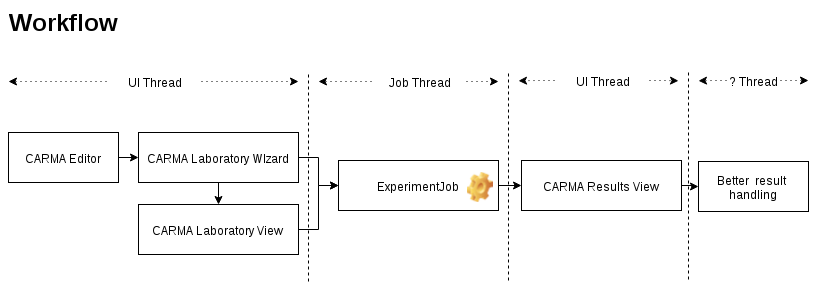 Workflow
UI Thread
Job Thread
UI Thread
? Thread
CARMA Editor
CARMA Laboratory WIzard
CARMA Laboratory View
ExperimentJob
CARMA Results View
Better result
handling